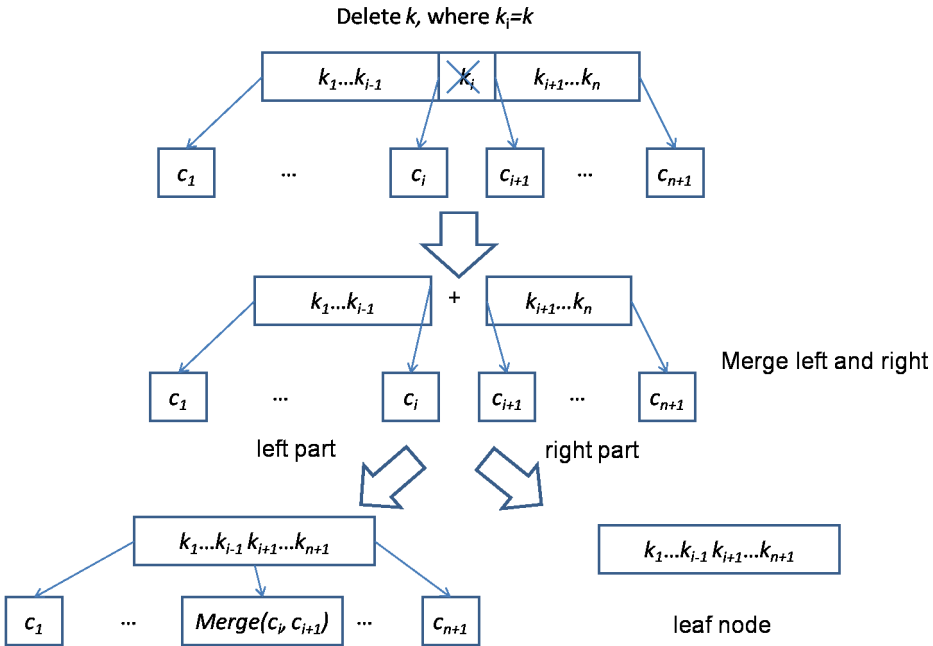 Delete k, where ki=k
k1...ki-1 ki ki+1...kn
c1 ... ci ci+1 ... cn+1
k1...ki-1 + ki+1...kn
Merge left and right
c1 ... ci ci+1 ... cn+1
left part right part
k1...ki-1 ki+1...kn+1
k1...ki-1 ki+1...kn+1
c1 ... Merge(ci, ci+1) ... cn+1
leaf node